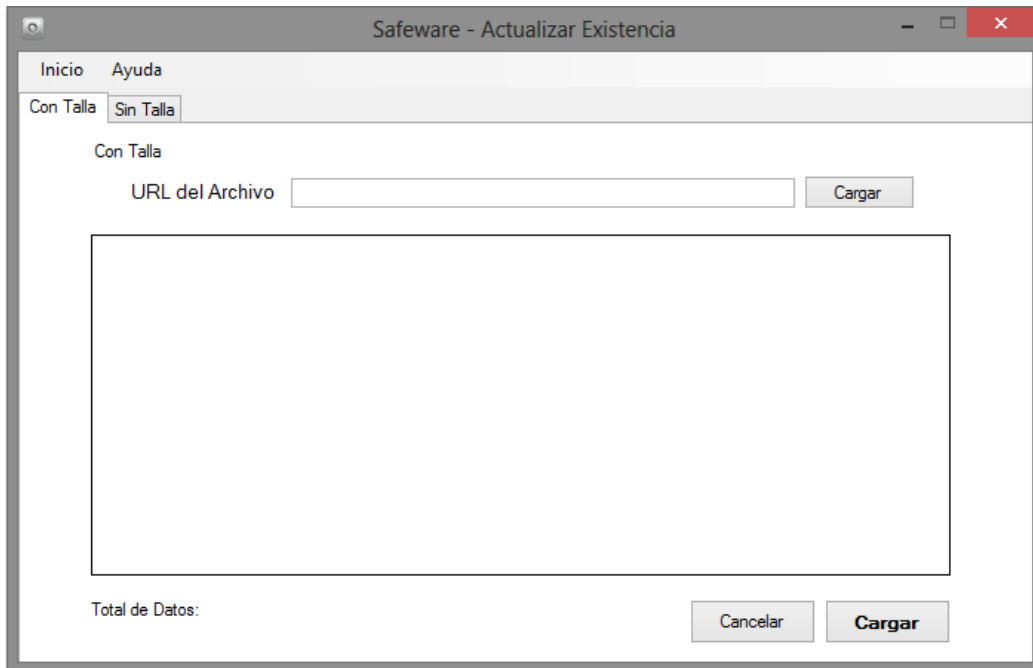 Safeware - Actualizar Existencia
Inicio Ayuda
Con Talla Sin Talla
Con Talla
URL del Archivo Cargar
Total de Datos: Cancelar Cargar